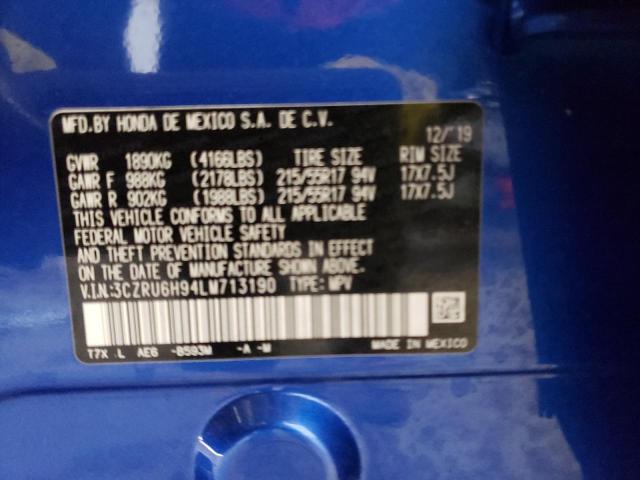 MFD.BY HONDA DE MEXICO S.A. DE C.V.
12/'19
GVWR 1890KG (4166LBS) TIRE SIZE RIM SIZE
GAWR F 988KG (2178LBS) 215/55R17 94V 17X7.5J
GAWR R 902KG (1988LBS) 215/55R17 94V 17X7.5J
THIS VEHICLE CONFORMS TO ALL APPLICABLE
FEDERAL MOTOR VEHICLE SAFETY
AND THEFT PREVENTION STANDARDS IN EFFECT
ON THE DATE OF MANUFACTURE SHOWN ABOVE.
V.I.N:3CZRU6H94LM713190 TYPE: MPV
T7X L AE6 -B593M -A -M MADE IN MEXICO